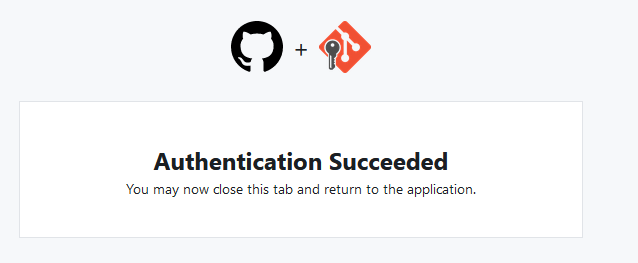 +
Authentication Succeeded
You may now close this tab and return to the application.